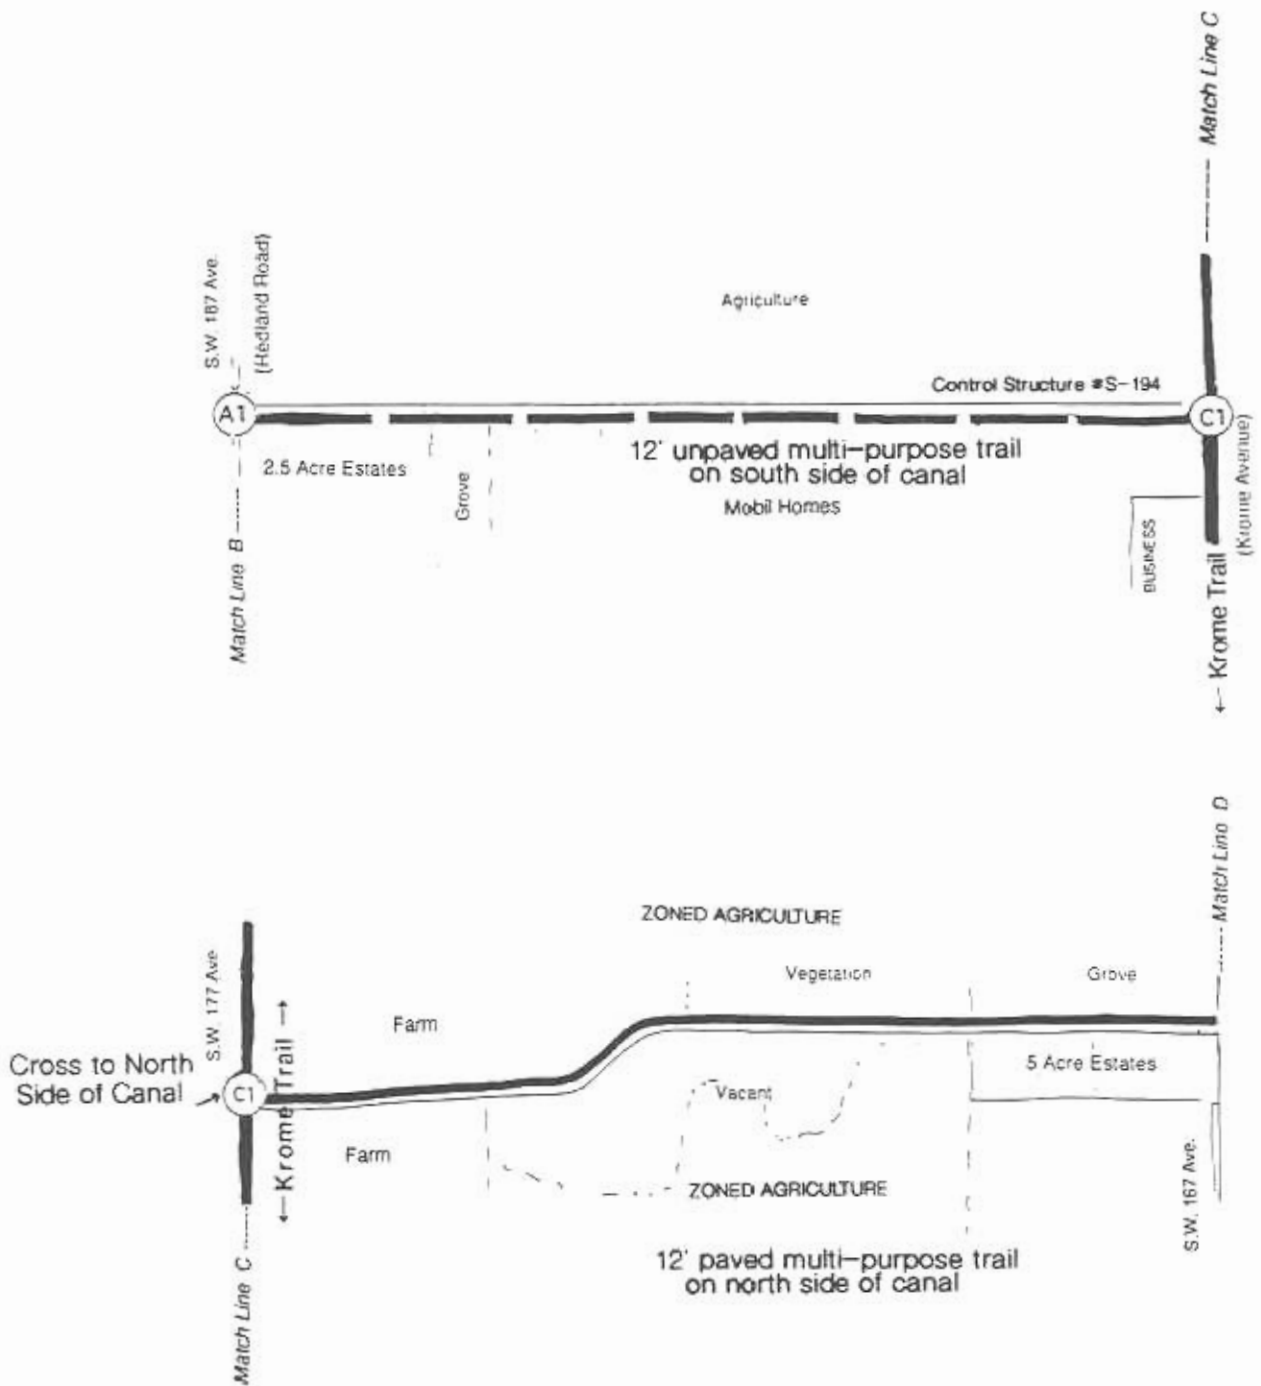 Match Line C
S.W. 187 Ave.
(Redland Road)
Agriculture
Control Structure #S-194
A1
C1
12' unpaved multi-purpose trail
on south side of canal
2.5 Acre Estates
Grove
Mobil Homes
BUSINESS
(Krome Avenue)
Match Line B
← Krome Trail
Match Line D
ZONED AGRICULTURE
S.W. 177 Ave
Vegetation
Grove
Farm
Cross to North
Side of Canal
C1
← Krome Trail →
5 Acre Estates
Vacant
Farm
ZONED AGRICULTURE
S.W. 167 Ave.
12' paved multi-purpose trail
on north side of canal
Match Line C